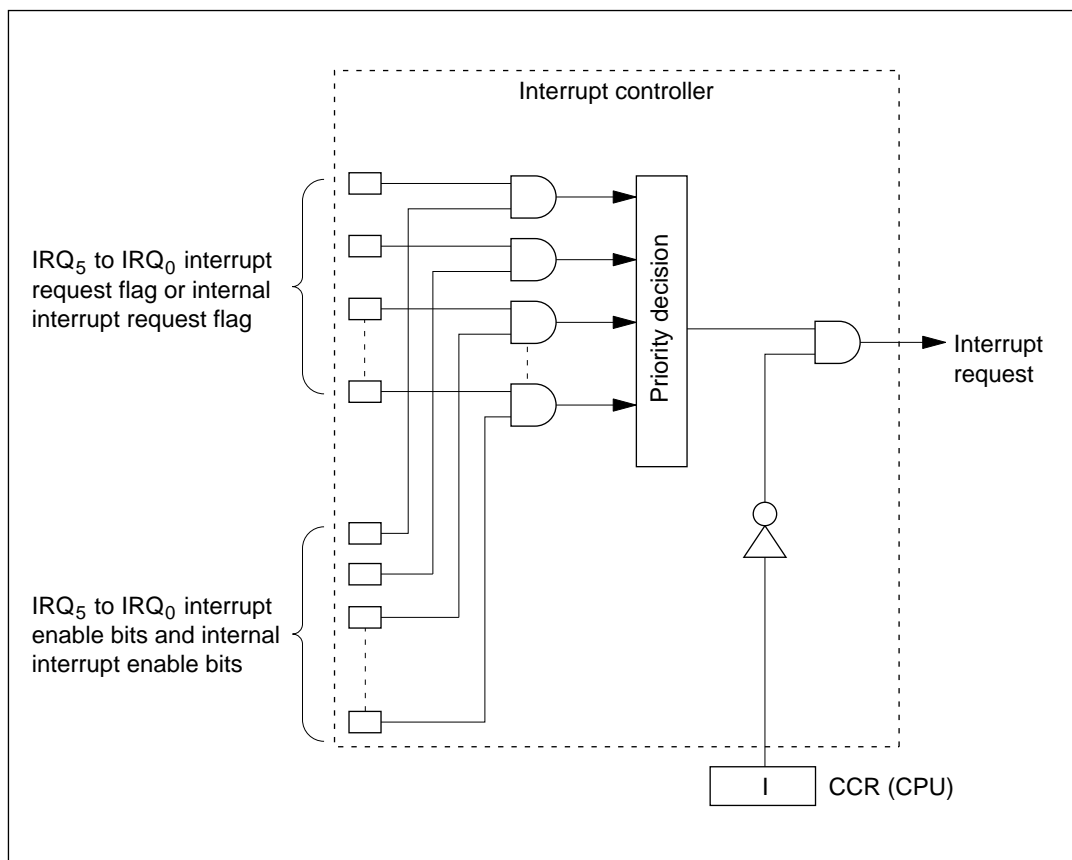 Interrupt controller
IRQ5 to IRQ0 interrupt
request flag or internal
interrupt request flag
Priority decision
Interrupt
request
IRQ5 to IRQ0 interrupt
enable bits and internal
interrupt enable bits
I
CCR (CPU)